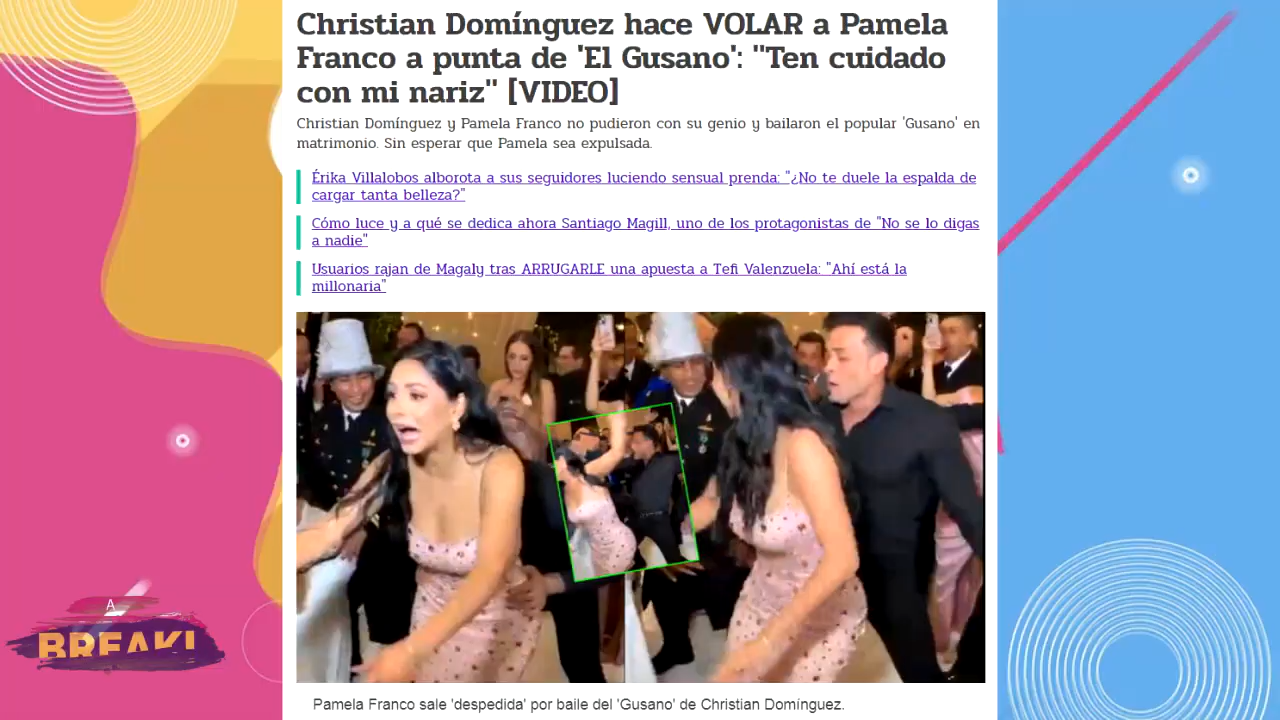 Christian Domínguez hace VOLAR a Pamela
Franco a punta de 'El Gusano': "Ten cuidado
con mi nariz" [VIDEO]
Christian Domínguez y Pamela Franco no pudieron con su genio y bailaron el popular 'Gusano' en
matrimonio. Sin esperar que Pamela sea expulsada.
Érika Villalobos alborota a sus seguidores luciendo sensual prenda: "¿No te duele la espalda de
cargar tanta belleza?"
Cómo luce y a qué se dedica ahora Santiago Magill, uno de los protagonistas de "No se lo digas
a nadie"
Usuarios rajan de Magaly tras ARRUGARLE una apuesta a Tefi Valenzuela: "Ahí está la
millonaria"
A
BREAKI
Pamela Franco sale 'despedida' por baile del 'Gusano' de Christian Domínguez.